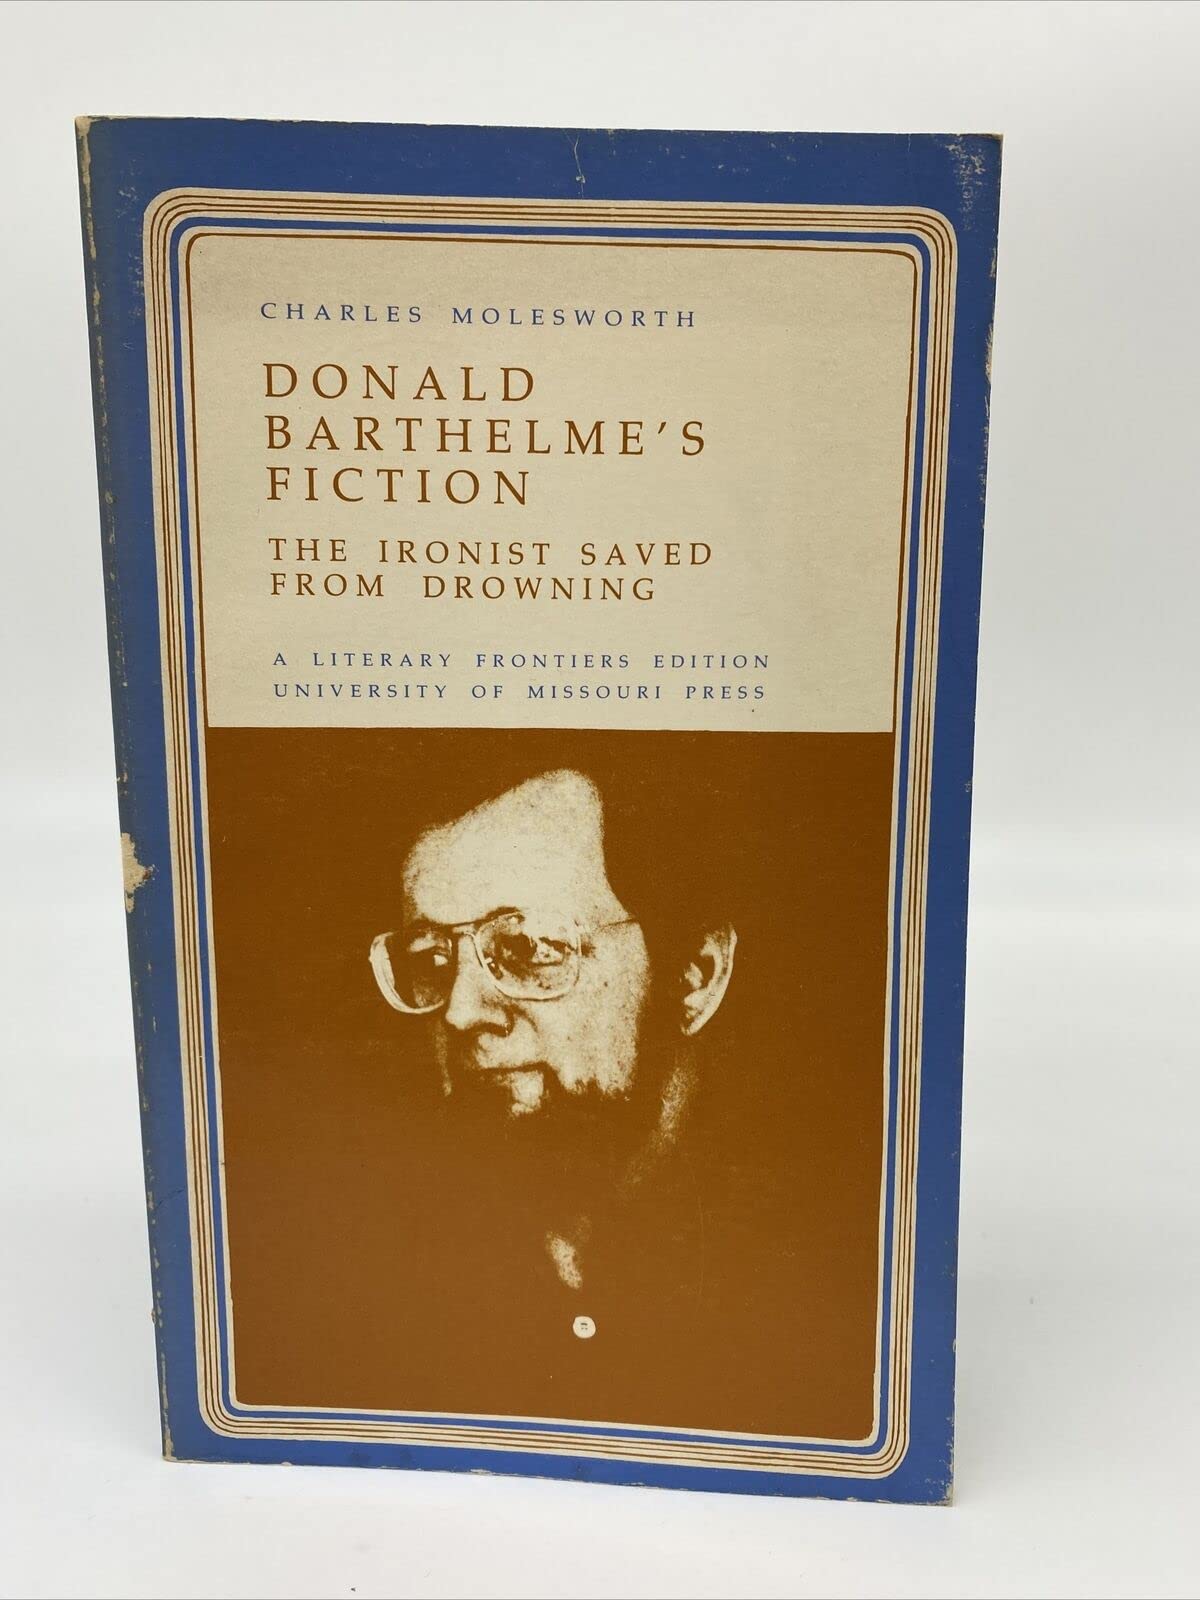 CHARLES MOLESWORTH
DONALD
BARTHELME'S
FICTION
THE IRONIST SAVED
FROM DROWNING
A LITERARY FRONTIERS EDITION
UNIVERSITY OF MISSOURI PRESS